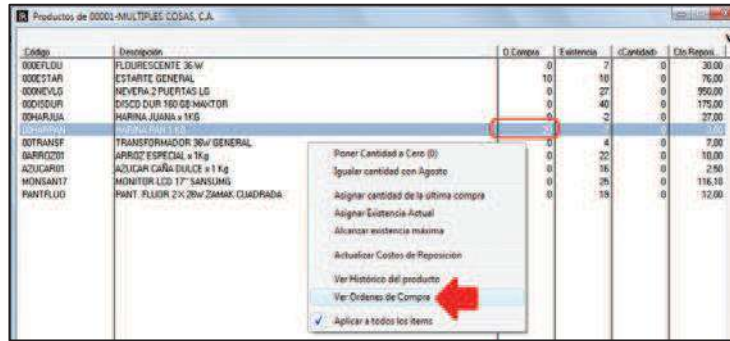 Productos de 00001-MULTIPLES COSAS, C.A.
Código Descripción O.Compra Existencia <Cantidad> Cto.Reposi...
000EFLOU FLOURESCENTE 36 W 0 7 0 30,00
000ESTAR ESTARTE GENERAL 10 10 0 76,00
000NEVLG NEVERA 2 PUERTAS LG 0 27 0 950,00
00DISDUR DISCO DUR 160 GB MAXTOR 0 40 0 175,00
00HARJUA HARINA JUANA x 1KG 0 -2 0 27,00
00HARPAN HARINA PAN 1 KG 20 0
00TRANSF TRANSFORMADOR 36w GENERAL 0 4 0 7,00
0ARROZ01 ARROZ ESPECIAL x 1Kg 0 22 0 10,00
AZUCAR01 AZUCAR CAÑA DULCE x 1 Kg 0 16 0 2,50
MONSAN17 MONITOR LCD 17" SANSUMG 0 25 0 116,10
PANTFLUO PANT. FLUOR 2 X 28w ZAMAK CUADRADA 0 19 0 12,00
Poner Cantidad a Cero (0)
Igualar cantidad con Agosto
Asignar cantidad de la última compra
Asignar Existencia Actual
Alcanzar existencia máxima
Actualizar Costos de Reposición
Ver Histórico del producto
Ver Ordenes de Compra
Aplicar a todos los items